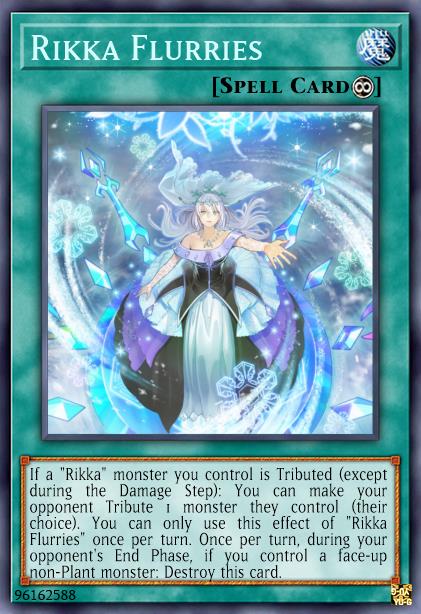 Rikka Flurries
[Spell Card]
If a "Rikka" monster you control is Tributed (except
during the Damage Step): You can make your
opponent Tribute 1 monster they control (their
choice). You can only use this effect of "Rikka
Flurries" once per turn. Once per turn, during your
opponent's End Phase, if you control a face-up
non-Plant monster: Destroy this card.
96162588